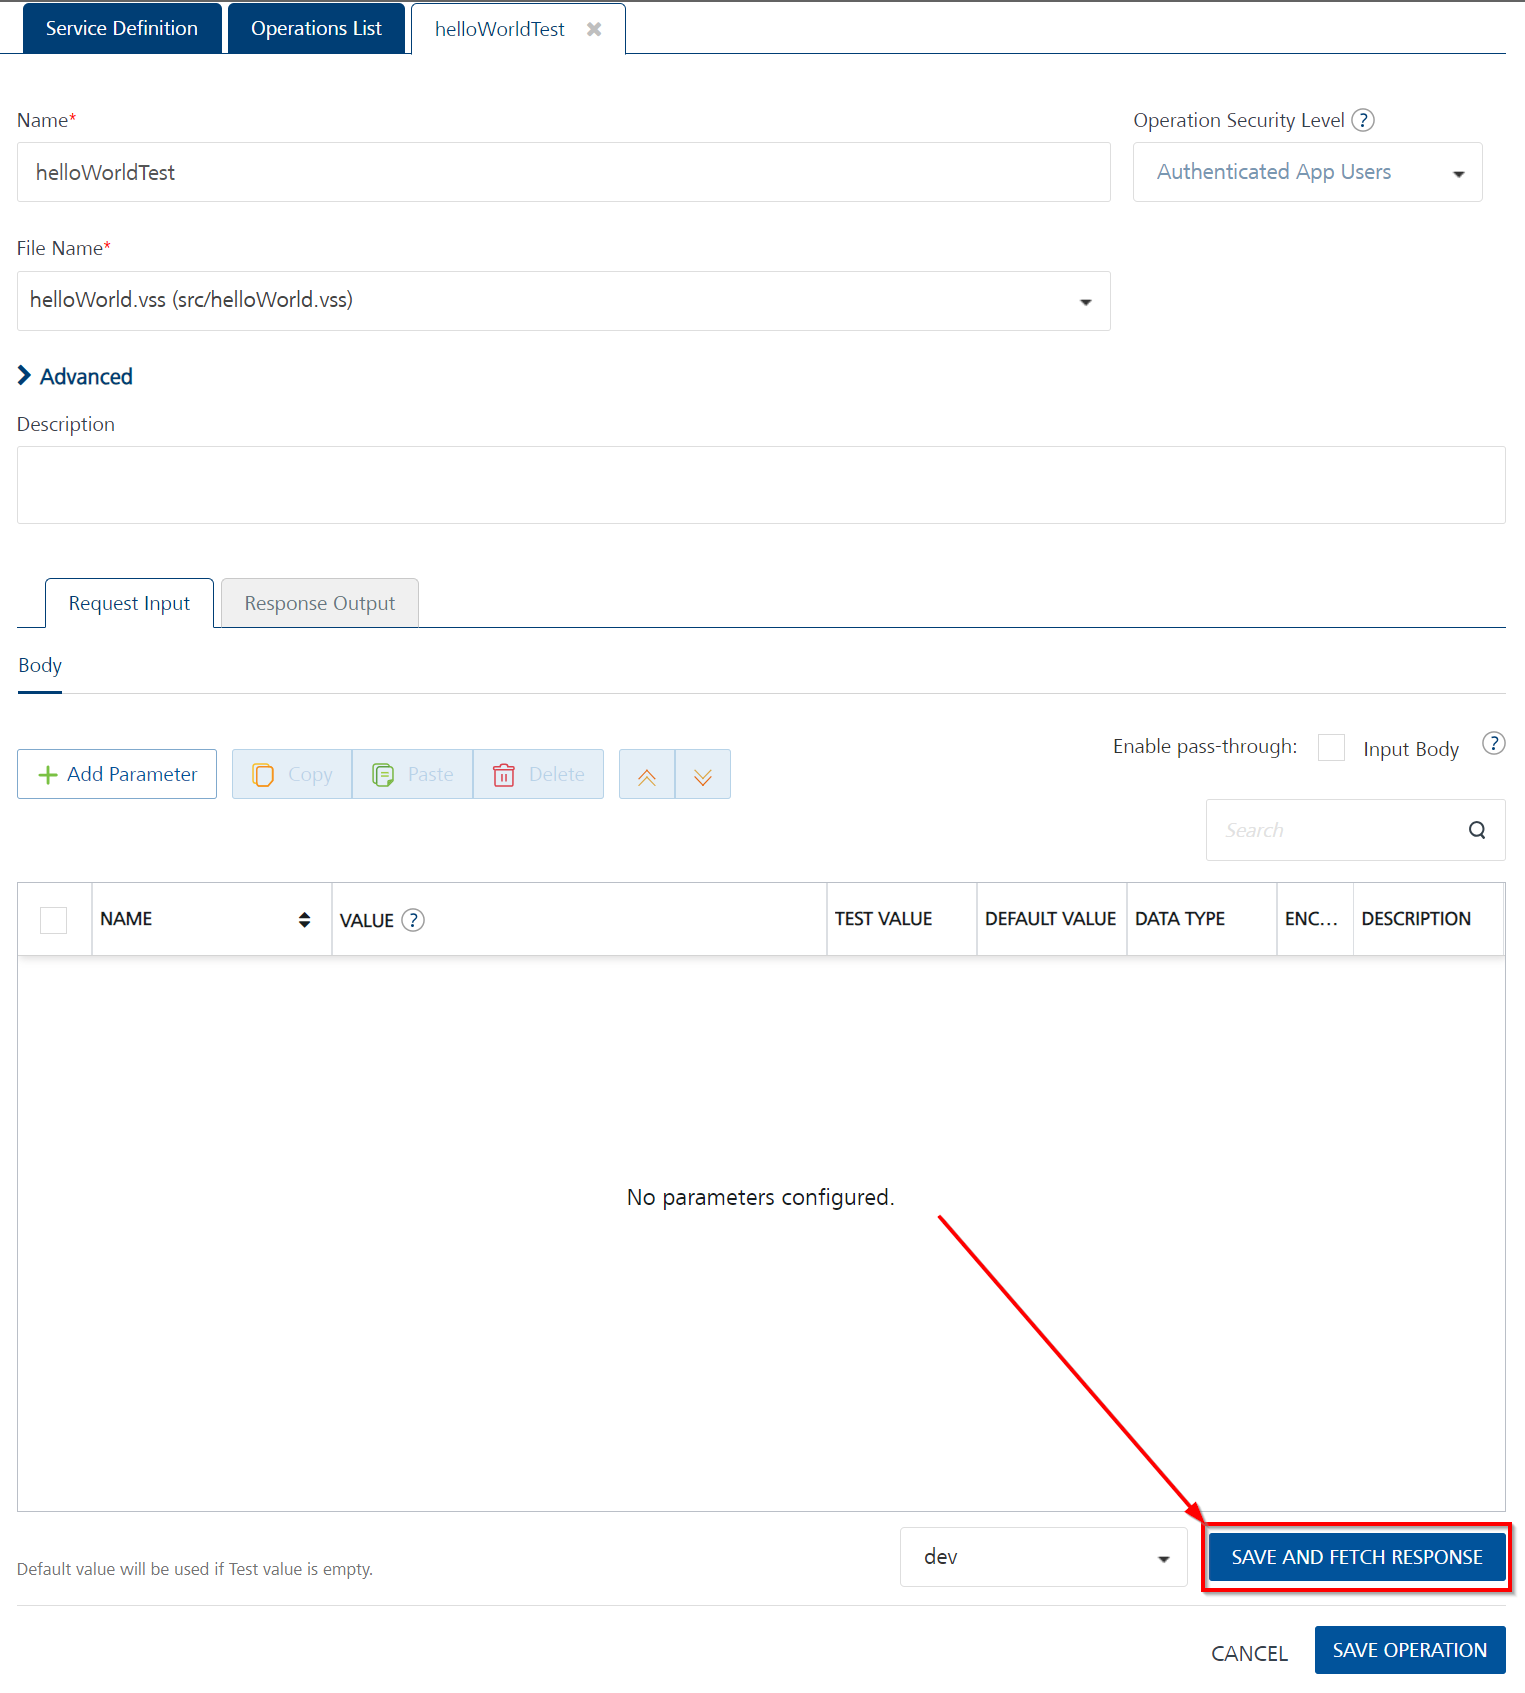 Service Definition
Operations List
helloWorldTest
Name*
Operation Security Level ?
helloWorldTest
Authenticated App Users
File Name*
helloWorld.vss (src/helloWorld.vss)
Advanced
Description
Request Input
Response Output
Body
Enable pass-through:
Input Body ?
Add Parameter
Copy
Paste
Delete
Search
NAME
VALUE ?
TEST VALUE
DEFAULT VALUE
DATA TYPE
ENC...
DESCRIPTION
No parameters configured.
Default value will be used if Test value is empty.
dev
SAVE AND FETCH RESPONSE
CANCEL
SAVE OPERATION